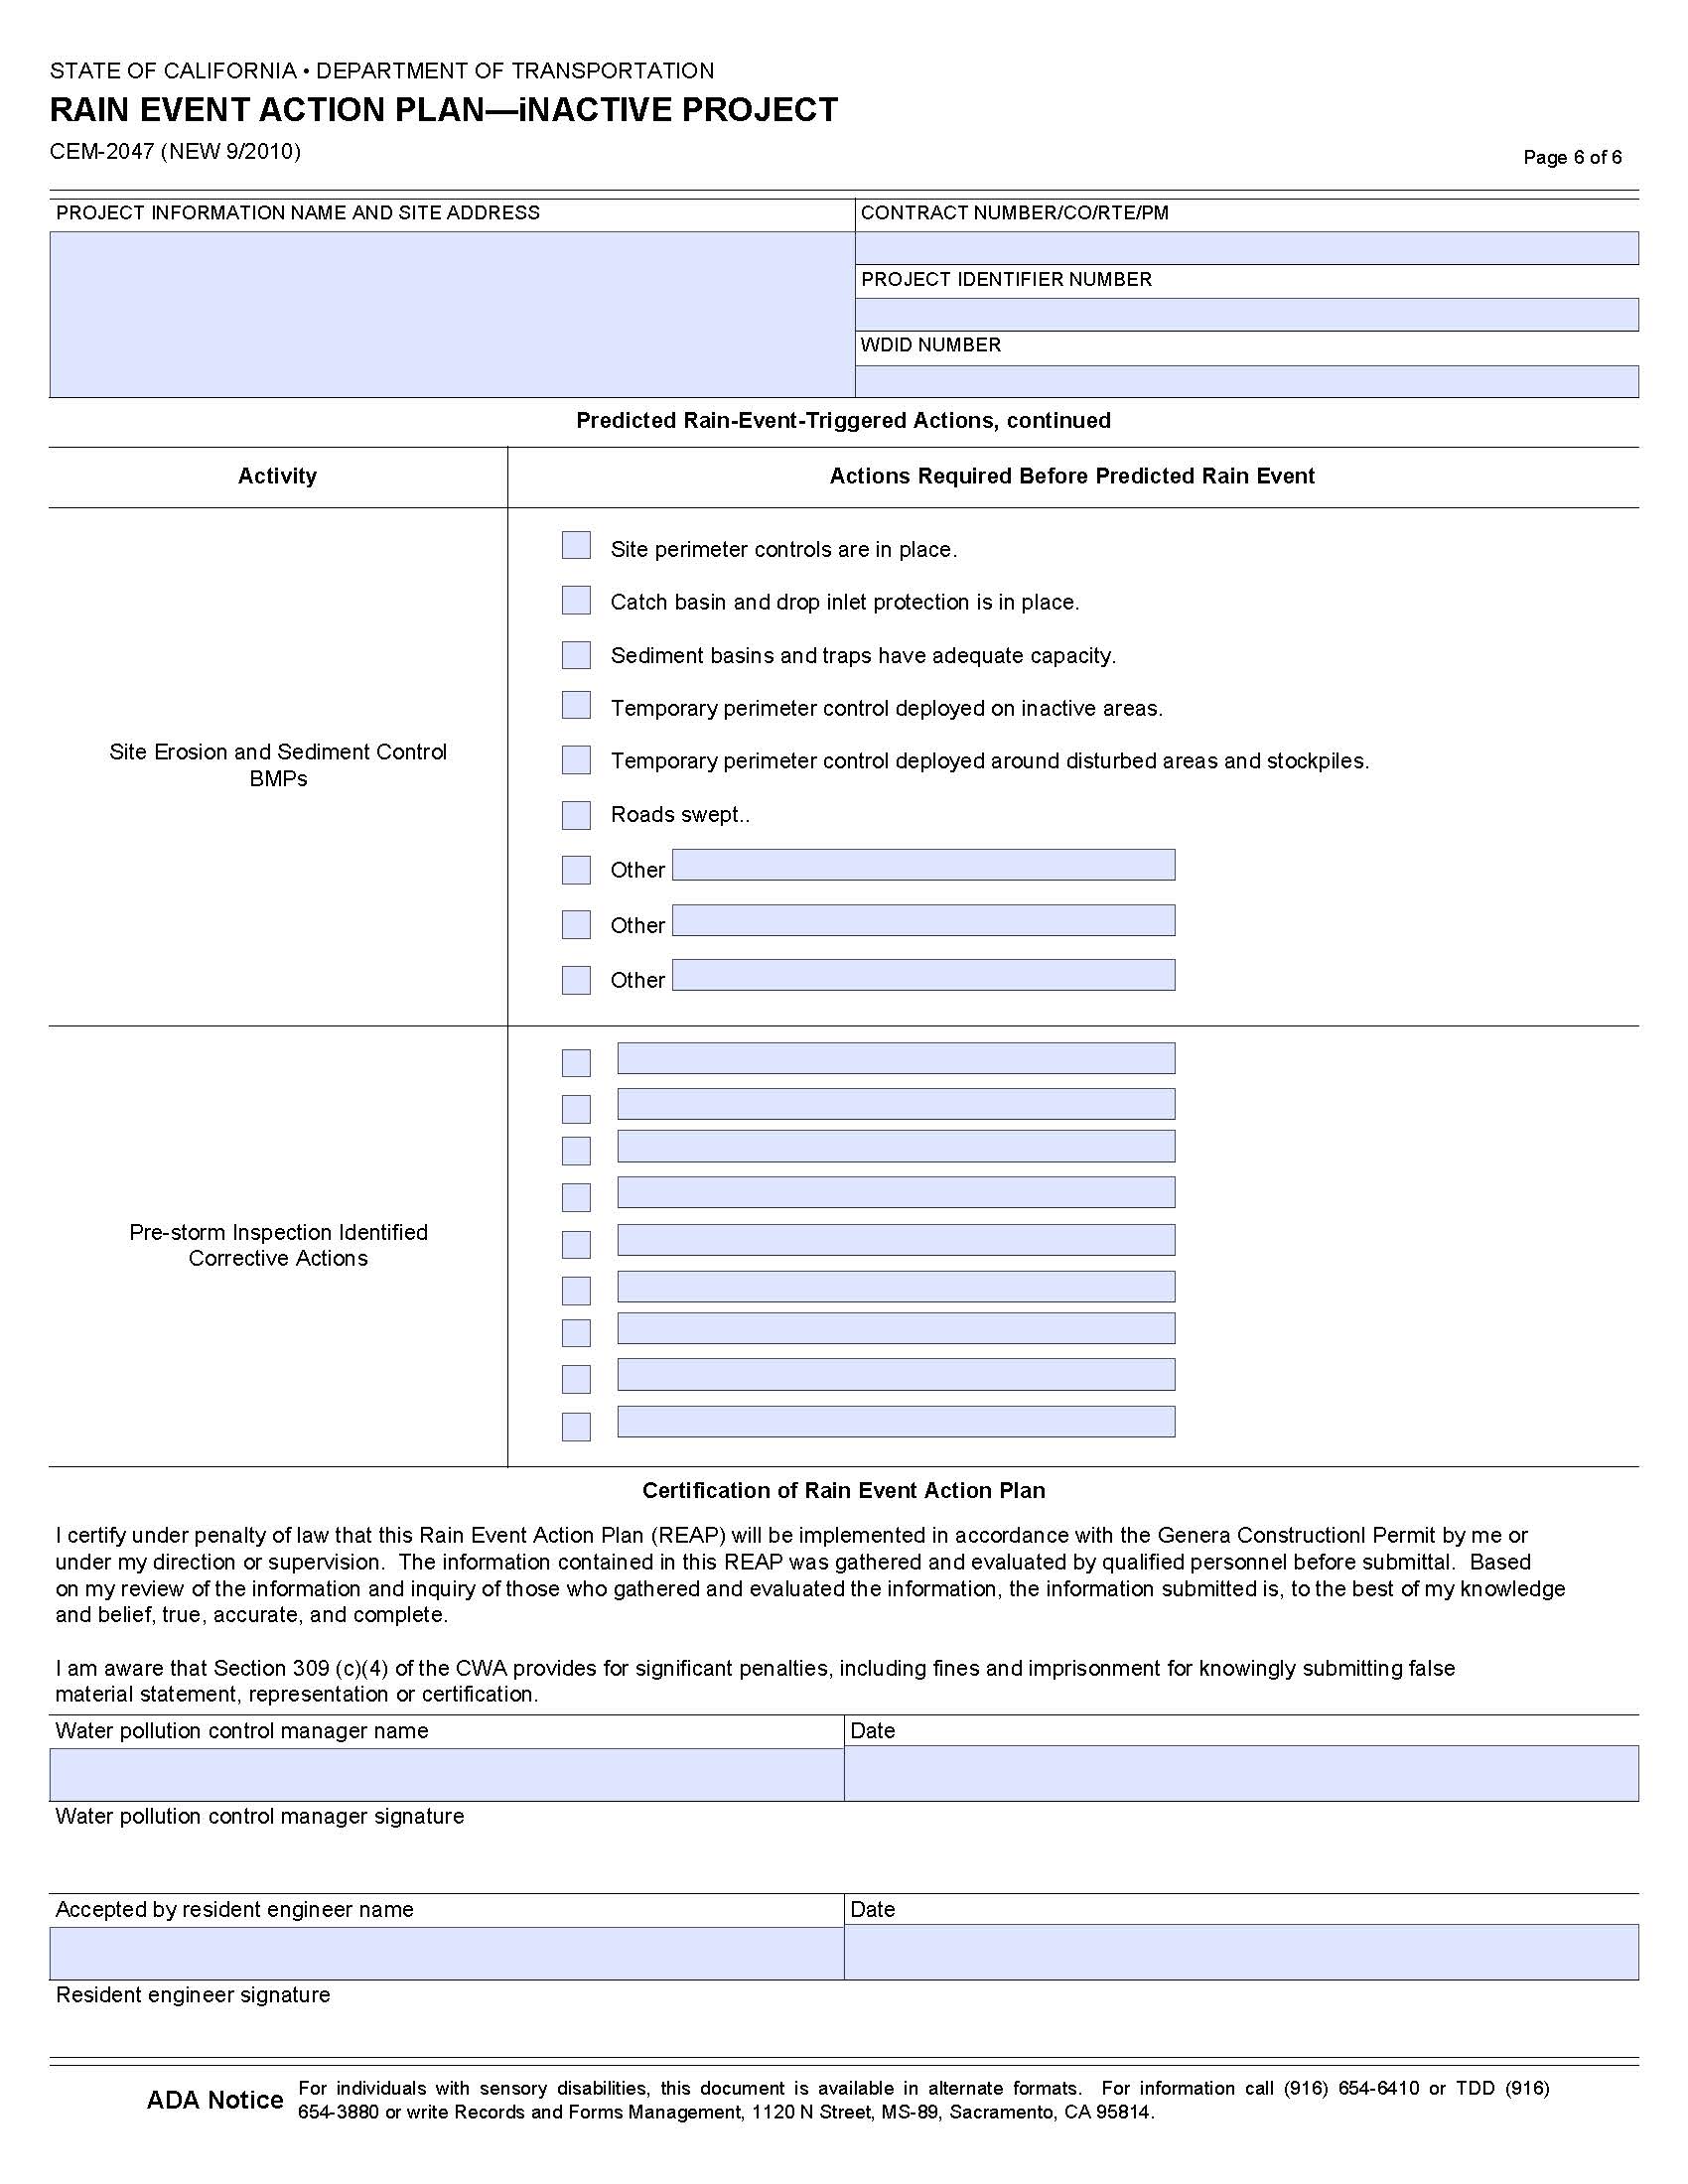 STATE OF CALIFORNIA • DEPARTMENT OF TRANSPORTATION
RAIN EVENT ACTION PLAN—iNACTIVE PROJECT
CEM-2047 (NEW 9/2010)
Page 6 of 6
PROJECT INFORMATION NAME AND SITE ADDRESS
CONTRACT NUMBER/CO/RTE/PM
PROJECT IDENTIFIER NUMBER
WDID NUMBER
Predicted Rain-Event-Triggered Actions, continued
Activity
Actions Required Before Predicted Rain Event
Site Erosion and Sediment Control
BMPs
Site perimeter controls are in place.
Catch basin and drop inlet protection is in place.
Sediment basins and traps have adequate capacity.
Temporary perimeter control deployed on inactive areas.
Temporary perimeter control deployed around disturbed areas and stockpiles.
Roads swept..
Other
Other
Other
Pre-storm Inspection Identified
Corrective Actions
Certification of Rain Event Action Plan
I certify under penalty of law that this Rain Event Action Plan (REAP) will be implemented in accordance with the Genera Constructionl Permit by me or
under my direction or supervision.  The information contained in this REAP was gathered and evaluated by qualified personnel before submittal.  Based
on my review of the information and inquiry of those who gathered and evaluated the information, the information submitted is, to the best of my knowledge
and belief, true, accurate, and complete.
I am aware that Section 309 (c)(4) of the CWA provides for significant penalties, including fines and imprisonment for knowingly submitting false
material statement, representation or certification.
Water pollution control manager name
Date
Water pollution control manager signature
Accepted by resident engineer name
Date
Resident engineer signature
ADA Notice
For individuals with sensory disabilities, this document is available in alternate formats.  For information call (916) 654-6410 or TDD (916)
654-3880 or write Records and Forms Management, 1120 N Street, MS-89, Sacramento, CA 95814.